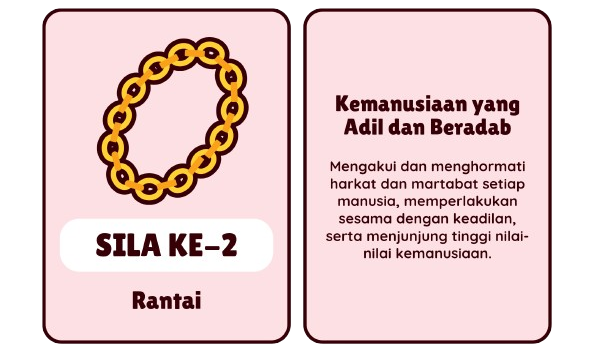 SILA KE–2
Rantai
Kemanusiaan yang
Adil dan Beradab
Mengakui dan menghormati
harkat dan martabat setiap
manusia, memperlakukan
sesama dengan keadilan,
serta menjunjung tinggi nilai-
nilai kemanusiaan.